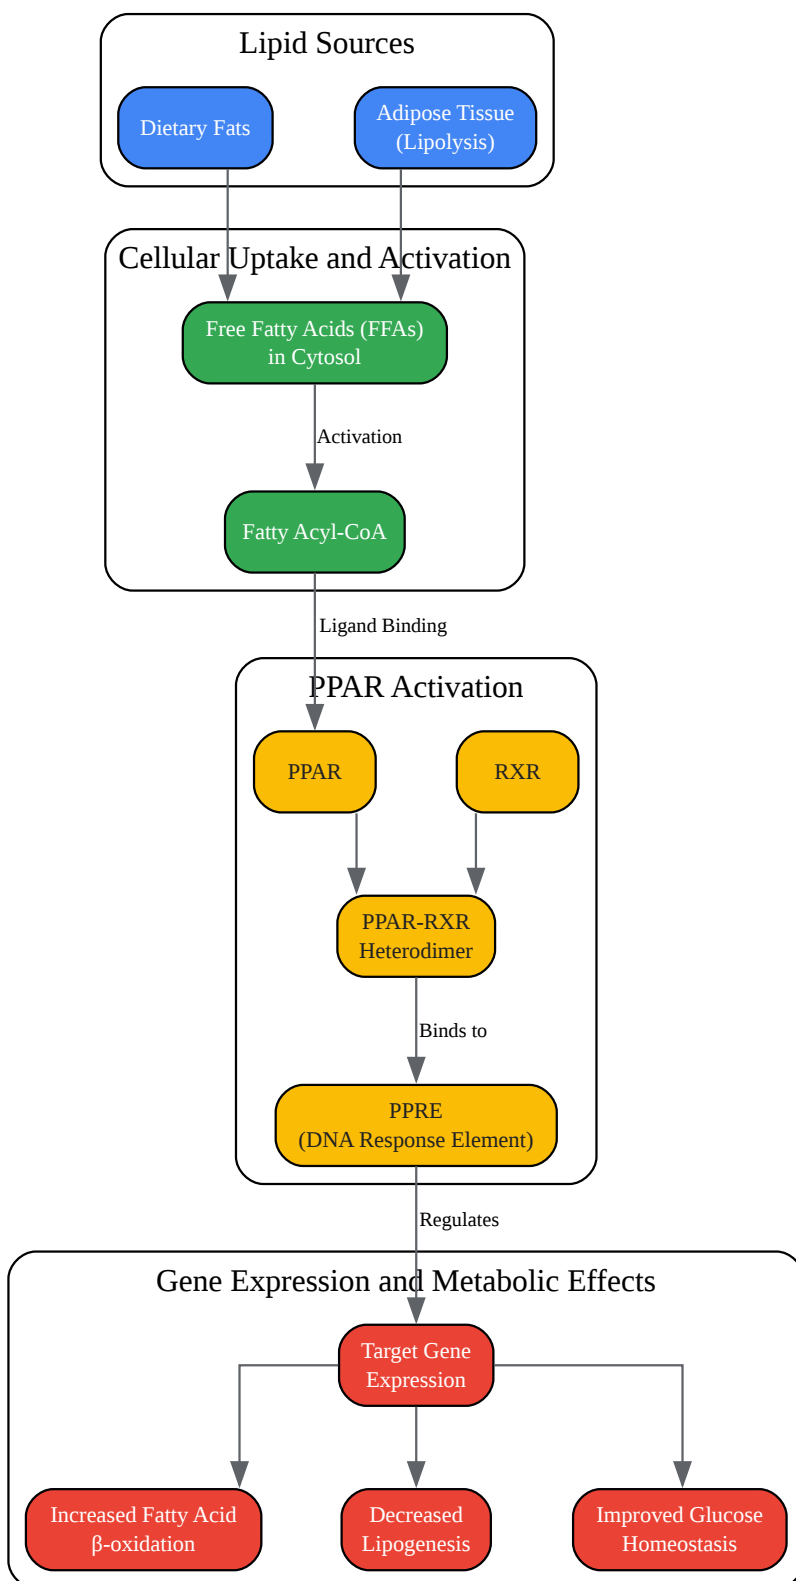 Lipid Sources
Dietary Fats
Adipose Tissue
(Lipolysis)
Cellular Uptake and Activation
Free Fatty Acids (FFAs)
in Cytosol
Activation
Fatty Acyl-CoA
Ligand Binding
PPAR Activation
PPAR
RXR
PPAR-RXR
Heterodimer
Binds to
PPRE
(DNA Response Element)
Regulates
Gene Expression and Metabolic Effects
Target Gene
Expression
Increased Fatty Acid
β-oxidation
Decreased
Lipogenesis
Improved Glucose
Homeostasis